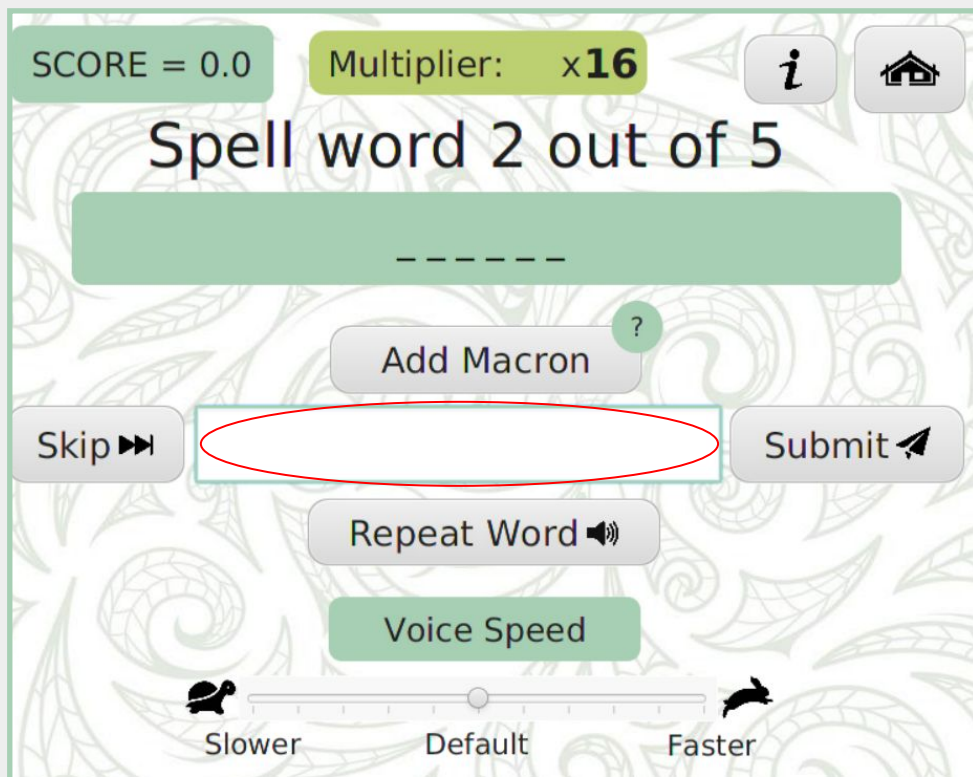 SCORE = 0.0
Multiplier: x16
i
Spell word 2 out of 5
_ _ _ _ _ _
?
Add Macron
Skip
Submit
Repeat Word
Voice Speed
Slower Default Faster